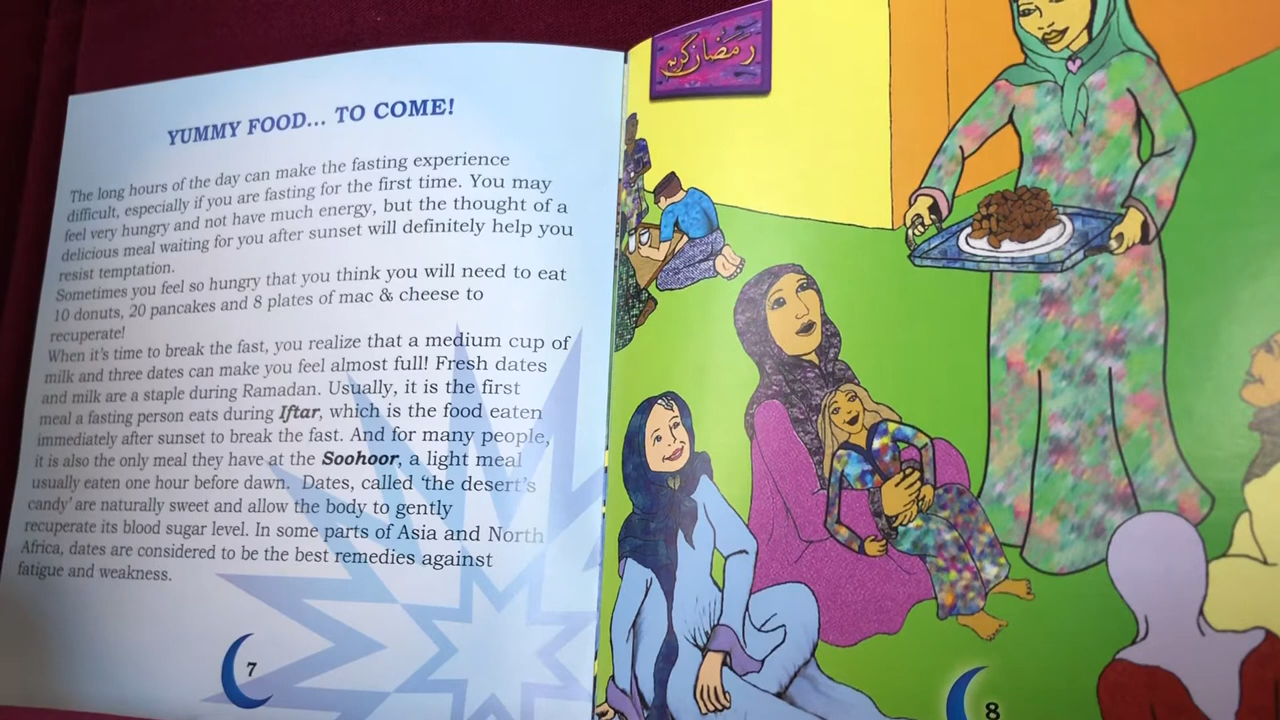 YUMMY FOOD... TO COME!
The long hours of the day can make the fasting experience
difficult, especially if you are fasting for the first time. You may
feel very hungry and not have much energy, but the thought of a
delicious meal waiting for you after sunset will definitely help you
resist temptation.
Sometimes you feel so hungry that you think you will need to eat
10 donuts, 20 pancakes and 8 plates of mac & cheese to
recuperate!
When it's time to break the fast, you realize that a medium cup of
milk and three dates can make you feel almost full! Fresh dates
and milk are a staple during Ramadan. Usually, it is the first
meal a fasting person eats during Iftar, which is the food eaten
immediately after sunset to break the fast. And for many people,
it is also the only meal they have at the Soohoor, a light meal
usually eaten one hour before dawn. Dates, called 'the desert's
candy' are naturally sweet and allow the body to gently
recuperate its blood sugar level. In some parts of Asia and North
Africa, dates are considered to be the best remedies against
fatigue and weakness.
7
رمضان كريم
8